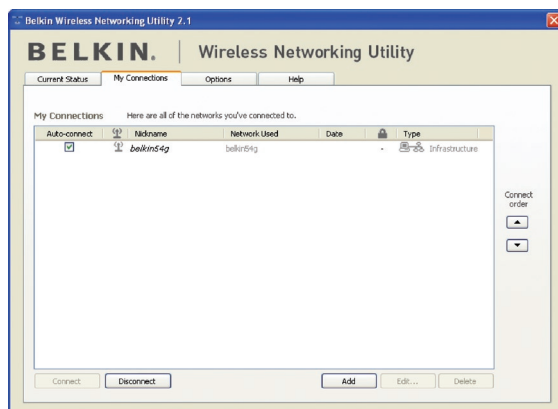 Belkin Wireless Networking Utility 2.1
BELKIN. Wireless Networking Utility
Current Status My Connections Options Help
My Connections Here are all of the networks you've connected to.
Auto-connect Nickname Network Used Date Type
belkin54g belkin54g - Infrastructure
Connect
order
Connect Disconnect Add Edit... Delete